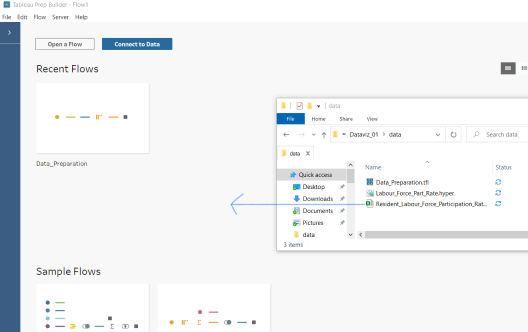 Tableau Prep Builder - Flow1
File Edit Flow Server Help
Open a Flow Connect to Data
Recent Flows
Data_Preparation
data
File Home Share View
Dataviz_01 data Search data
data
Name Status
Quick access
Desktop
Downloads
Documents
Pictures
data
Data_Preparation.tfl
Labour_Force_Part_Rate.hyper
Resident_Labour_Force_Participation_Rat...
3 items
Sample Flows